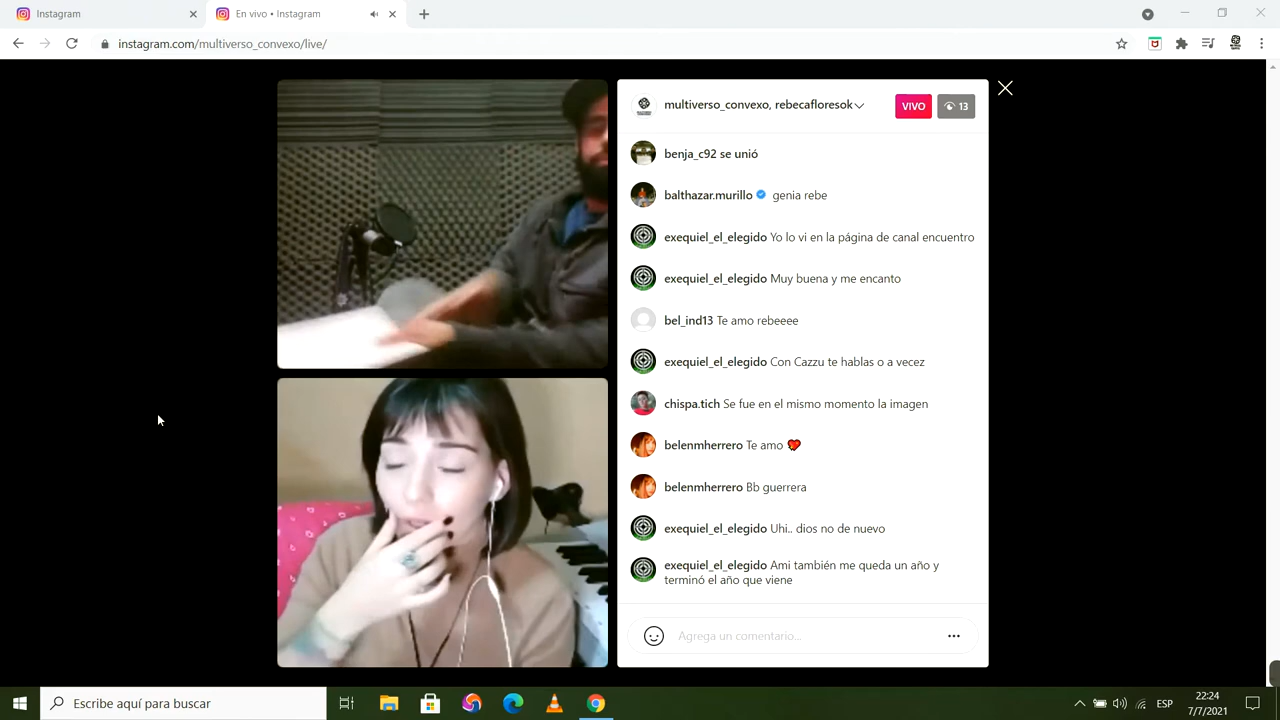 Instagram
En vivo • Instagram
instagram.com/multiverso_convexo/live/
multiverso_convexo, rebecafloresok
VIVO
13
benja_c92 se unió
balthazar.murillo genia rebe
exequiel_el_elegido Yo lo vi en la página de canal encuentro
exequiel_el_elegido Muy buena y me encanto
bel_ind13 Te amo rebeeee
exequiel_el_elegido Con Cazzu te hablas o a vecez
chispa.tich Se fue en el mismo momento la imagen
belenmherrero Te amo 💖
belenmherrero Bb guerrera
exequiel_el_elegido Uhi.. dios no de nuevo
exequiel_el_elegido Ami también me queda un año y
terminó el año que viene
Agrega un comentario...
Escribe aquí para buscar
ESP
22:24
7/7/2021